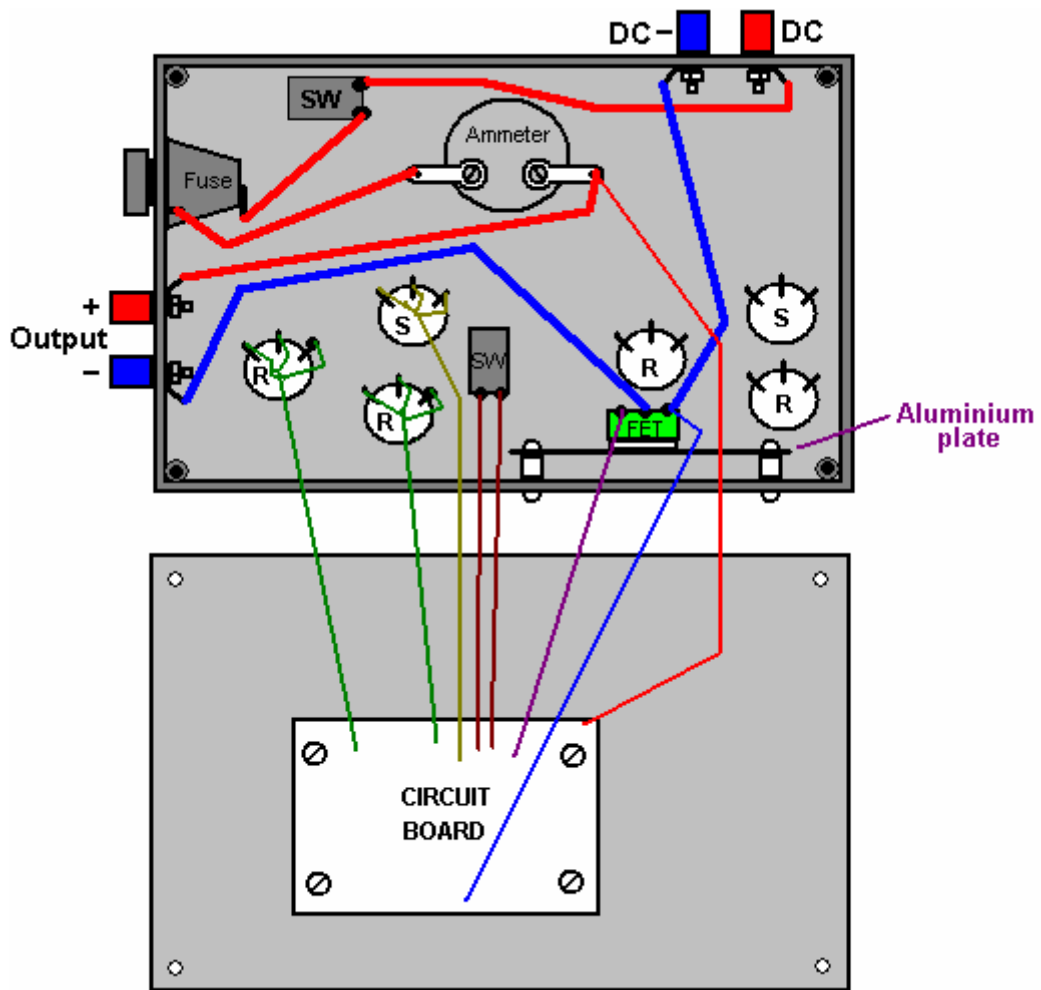 DC- DC
SW
Ammeter
Fuse
+
Output
-
S
S
R
SW
R
R
R
FET
Aluminium
plate
CIRCUIT
BOARD